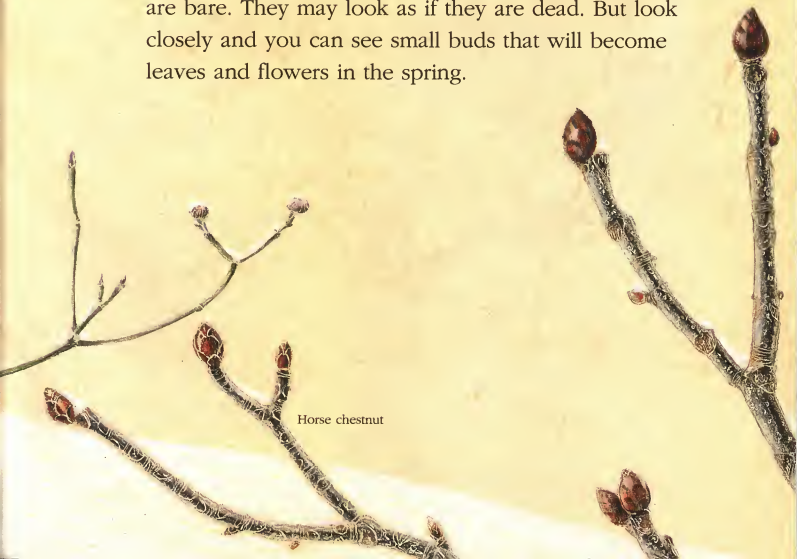 are bare. They may look as if they are dead. But look
closely and you can see small buds that will become
leaves and flowers in the spring.
Horse chestnut